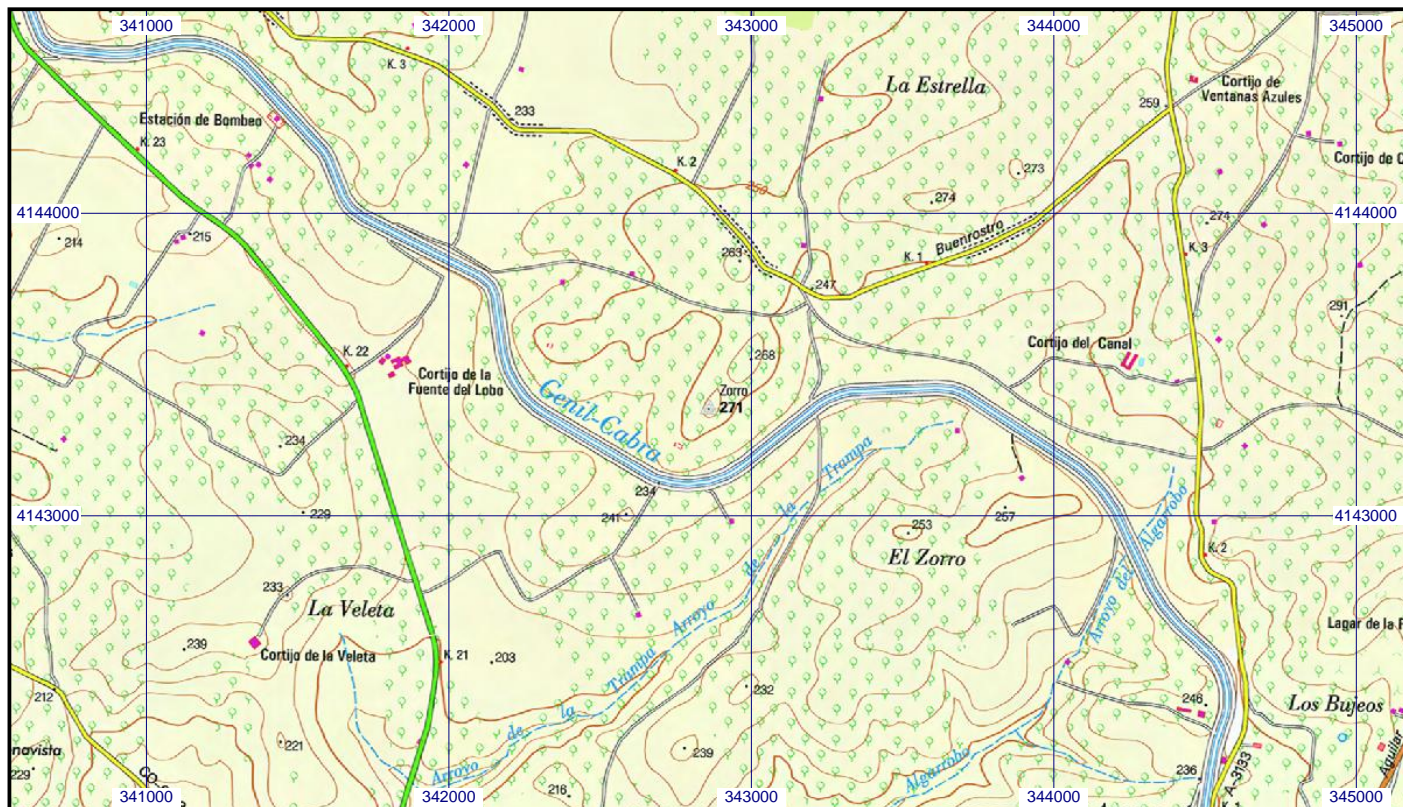 341000
342000
343000
344000
345000
K. 3
233
La Estrella
Cortijo de
Ventanas Azules
259
Estación de Bombeo
K. 23
K. 2
250
273
Cortijo de
274
4144000
4144000
214
215
263
K. 1
Buenrostro
274
K. 3
247
291
K. 22
268
Cortijo del Canal
Cortijo de la
Fuente del Lobo
Zorro
271
Genil-Cabra
234
Arroyo de la Trampa
234
229
241
4143000
4143000
253
257
El Zorro
K. 2
Arroyo del Algarrobo
233
La Veleta
239
Cortijo de la Veleta
K. 21
203
Lagar de la
212
232
246
Los Bujeos
221
239
Arroyo de la Trampa
navista
229
216
Algarrobo
236
A-3133
Aguilar
341000
342000
343000
344000
345000